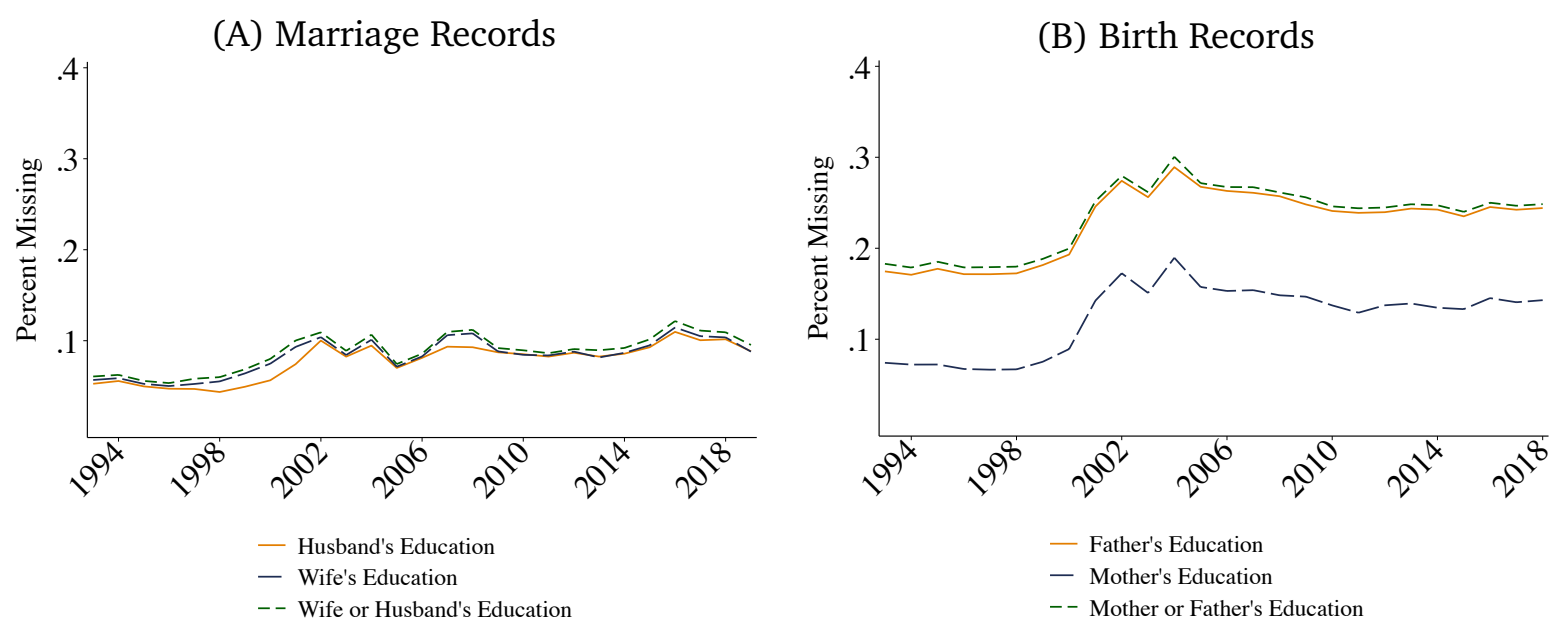 (A) Marriage Records
Percent Missing
.4
.3
.2
.1
1994
1998
2002
2006
2010
2014
2018
Husband's Education
Wife's Education
Wife or Husband's Education
(B) Birth Records
Percent Missing
.4
.3
.2
.1
1994
1998
2002
2006
2010
2014
2018
Father's Education
Mother's Education
Mother or Father's Education